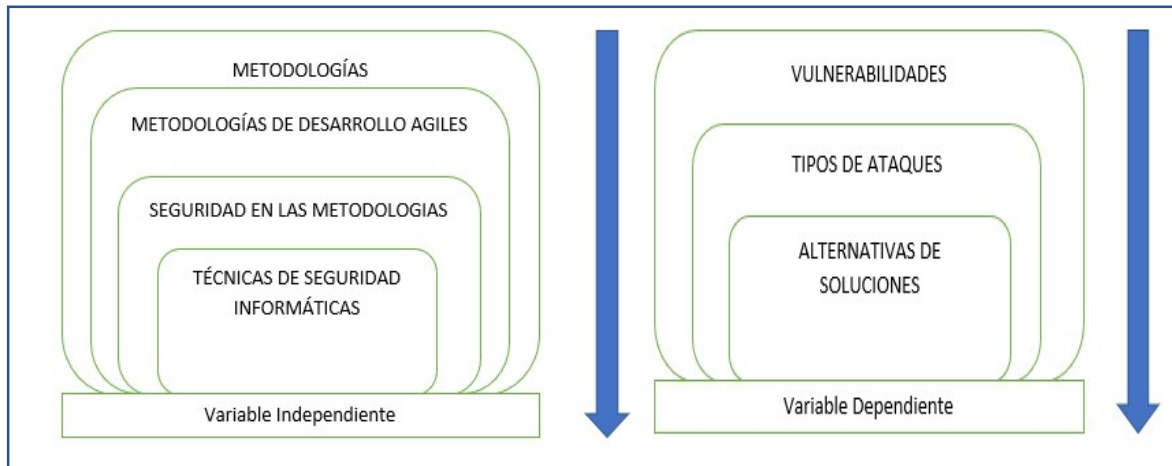 METODOLOGÍAS
METODOLOGÍAS DE DESARROLLO AGILES
SEGURIDAD EN LAS METODOLOGIAS
TÉCNICAS DE SEGURIDAD
INFORMÁTICAS
Variable Independiente
VULNERABILIDADES
TIPOS DE ATAQUES
ALTERNATIVAS DE
SOLUCIONES
Variable Dependiente